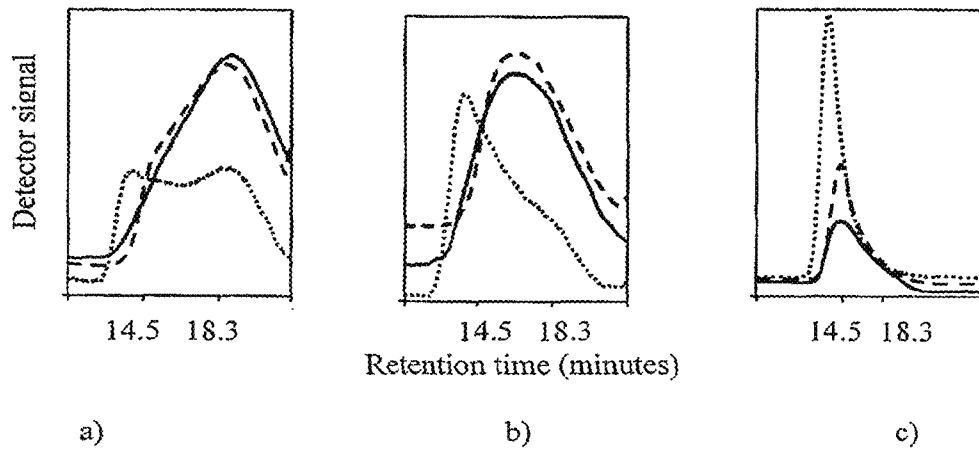 Detector signal
14.5 18.3 14.5 18.3 14.5 18.3
Retention time (minutes)
a) b) c)